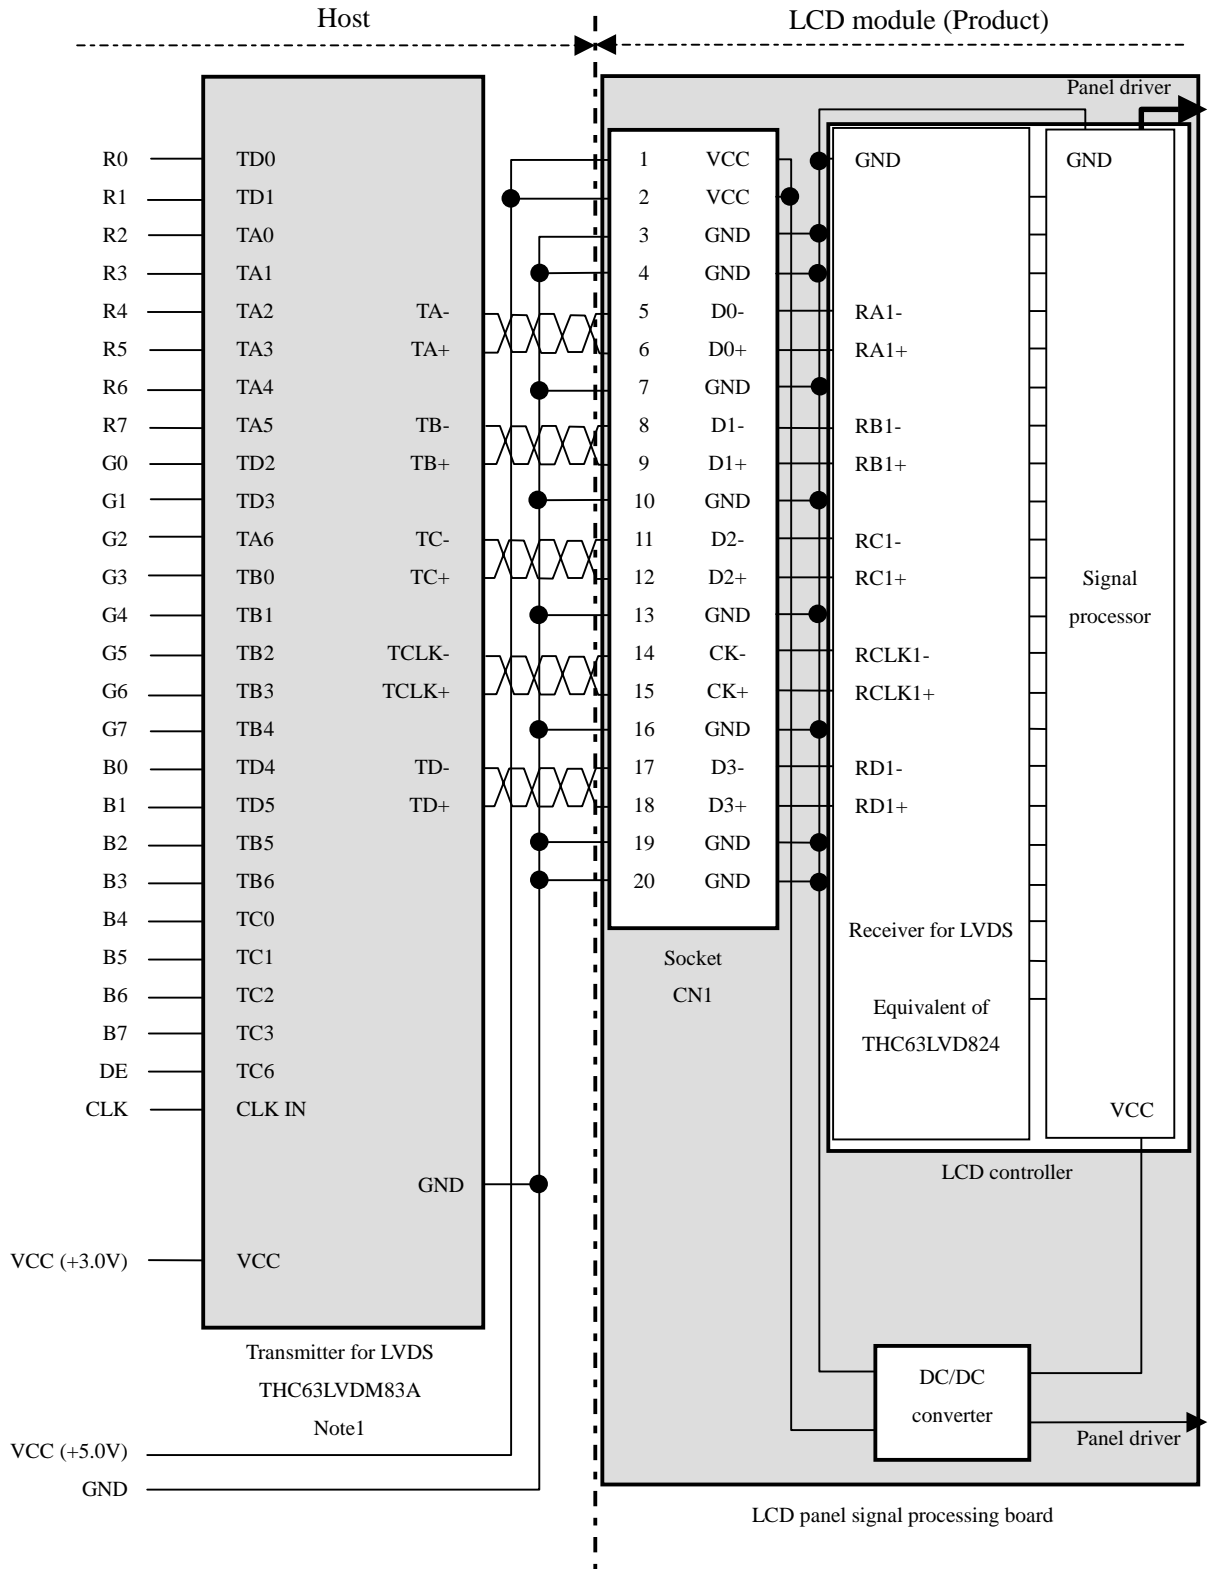 Host LCD module (Product)
Panel driver
R0 TD0 1 VCC GND GND
R1 TD1 2 VCC
R2 TA0 3 GND
R3 TA1 4 GND
R4 TA2 TA- 5 D0- RA1-
R5 TA3 TA+ 6 D0+ RA1+
R6 TA4 7 GND
R7 TA5 TB- 8 D1- RB1-
G0 TD2 TB+ 9 D1+ RB1+
G1 TD3 10 GND
G2 TA6 TC- 11 D2- RC1-
G3 TB0 TC+ 12 D2+ RC1+ Signal
G4 TB1 13 GND processor
G5 TB2 TCLK- 14 CK- RCLK1-
G6 TB3 TCLK+ 15 CK+ RCLK1+
G7 TB4 16 GND
B0 TD4 TD- 17 D3- RD1-
B1 TD5 TD+ 18 D3+ RD1+
B2 TB5 19 GND
B3 TB6 20 GND
B4 TC0 Receiver for LVDS
B5 TC1 Socket
B6 TC2 CN1 Equivalent of
B7 TC3 THC63LVD824
DE TC6
CLK CLK IN VCC
GND LCD controller
VCC (+3.0V) VCC
Transmitter for LVDS DC/DC
THC63LVDM83A converter
Note1 Panel driver
VCC (+5.0V)
GND
LCD panel signal processing board